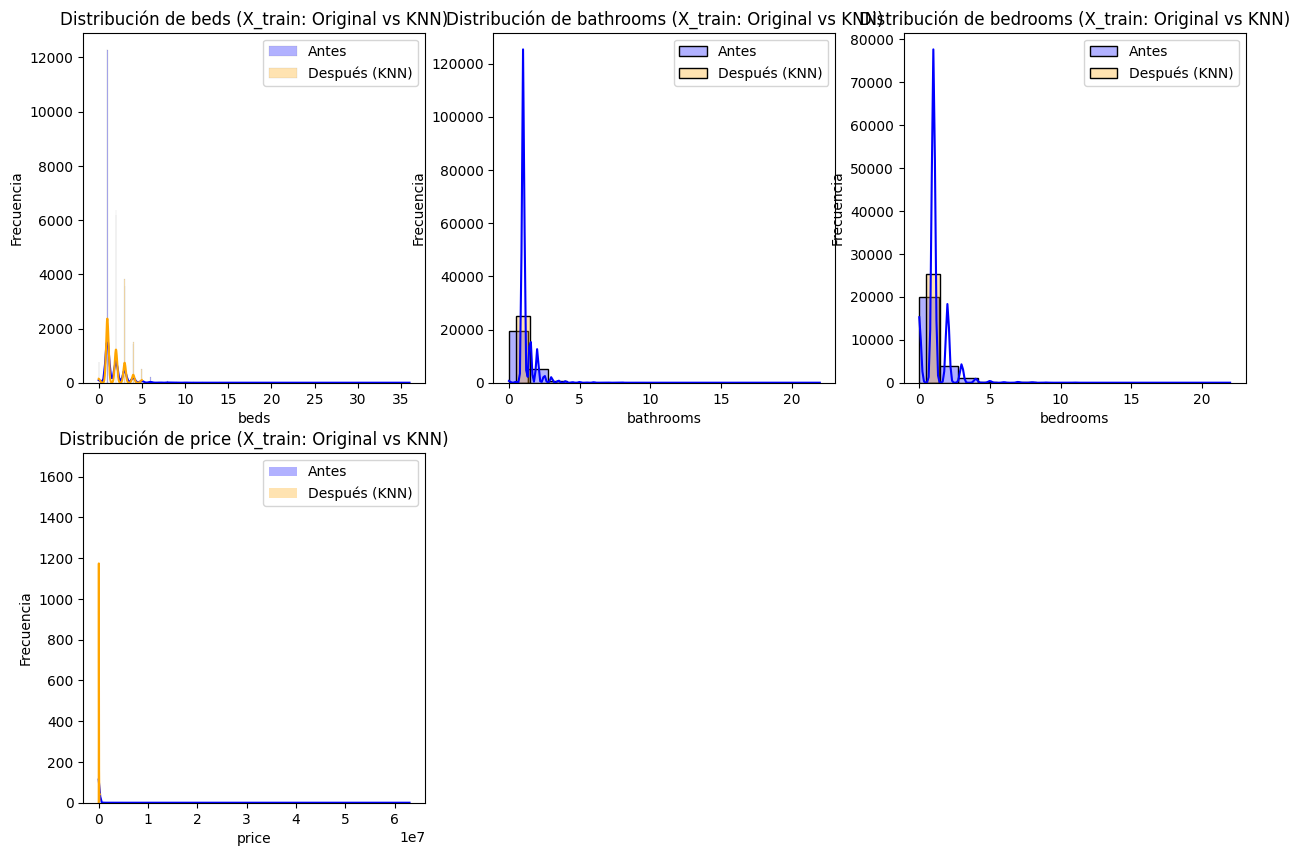 Distribución de beds (X_train: Original vs KNN)
Distribución de bathrooms (X_train: Original vs KNN)
Distribución de bedrooms (X_train: Original vs KNN)
Antes
Después (KNN)
12000
10000
8000
6000
4000
2000
0
Frecuencia
0 5 10 15 20 25 30 35
beds
Antes
Después (KNN)
120000
100000
80000
60000
40000
20000
0
Frecuencia
0 5 10 15 20
bathrooms
Antes
Después (KNN)
80000
70000
60000
50000
40000
30000
20000
10000
0
Frecuencia
0 5 10 15 20
bedrooms
Distribución de price (X_train: Original vs KNN)
Antes
Después (KNN)
1600
1400
1200
1000
800
600
400
200
0
Frecuencia
0 1 2 3 4 5 6
1e7
price